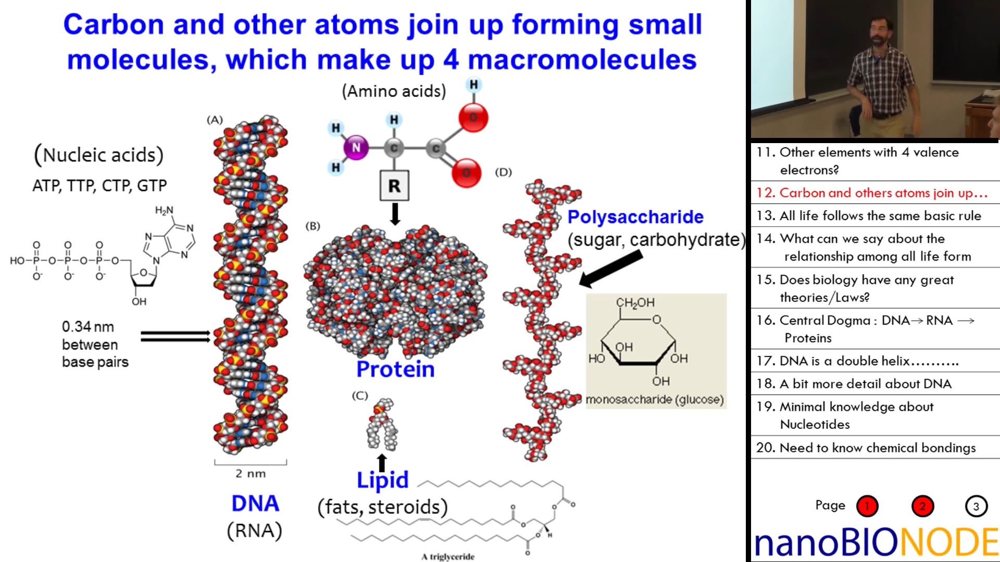 Carbon and other atoms join up forming small
molecules, which make up 4 macromolecules
(Amino acids)
H
O
H
H
N
C
C
H
O
R
(A)
(Nucleic acids)
ATP, TTP, CTP, GTP
H₂N
N
N
N
N
O
O
O
HO
P
O
P
O
P
O
O⁻
O⁻
O⁻
O
OH
0.34 nm
between
base pairs
2 nm
DNA
(RNA)
(B)
Protein
(C)
Lipid
(fats, steroids)
O
O
O
O
O
H
O
A triglyceride
(D)
Polysaccharide
(sugar, carbohydrate)
CH₂OH
O
OH
HO
OH
OH
monosaccharide (glucose)
11. Other elements with 4 valence
electrons?
12. Carbon and others atoms join up...
13. All life follows the same basic rule
14. What can we say about the
relationship among all life form
15. Does biology have any great
theories/Laws?
16. Central Dogma : DNA→ RNA →
Proteins
17. DNA is a double helix..........
18. A bit more detail about DNA
19. Minimal knowledge about
Nucleotides
20. Need to know chemical bondings
Page 1 2 3
nanoBIONODE